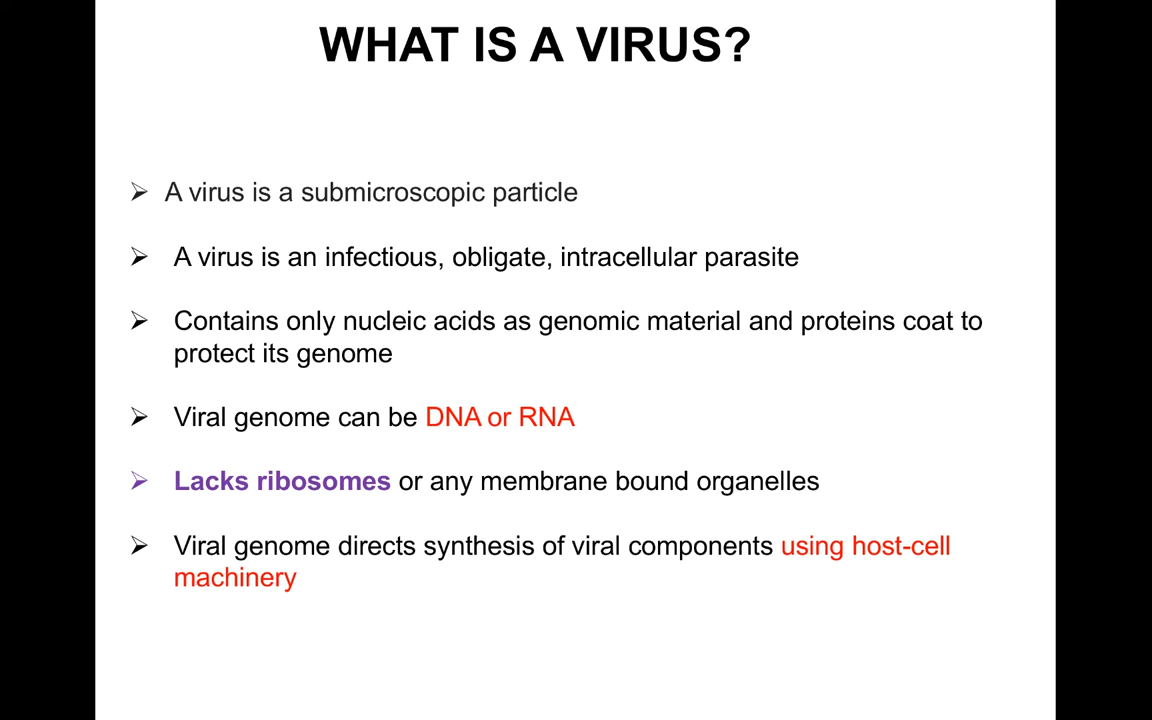 WHAT IS A VIRUS?
➢ A virus is a submicroscopic particle
➢ A virus is an infectious, obligate, intracellular parasite
➢ Contains only nucleic acids as genomic material and proteins coat to
protect its genome
➢ Viral genome can be DNA or RNA
➢ Lacks ribosomes or any membrane bound organelles
➢ Viral genome directs synthesis of viral components using host-cell
machinery